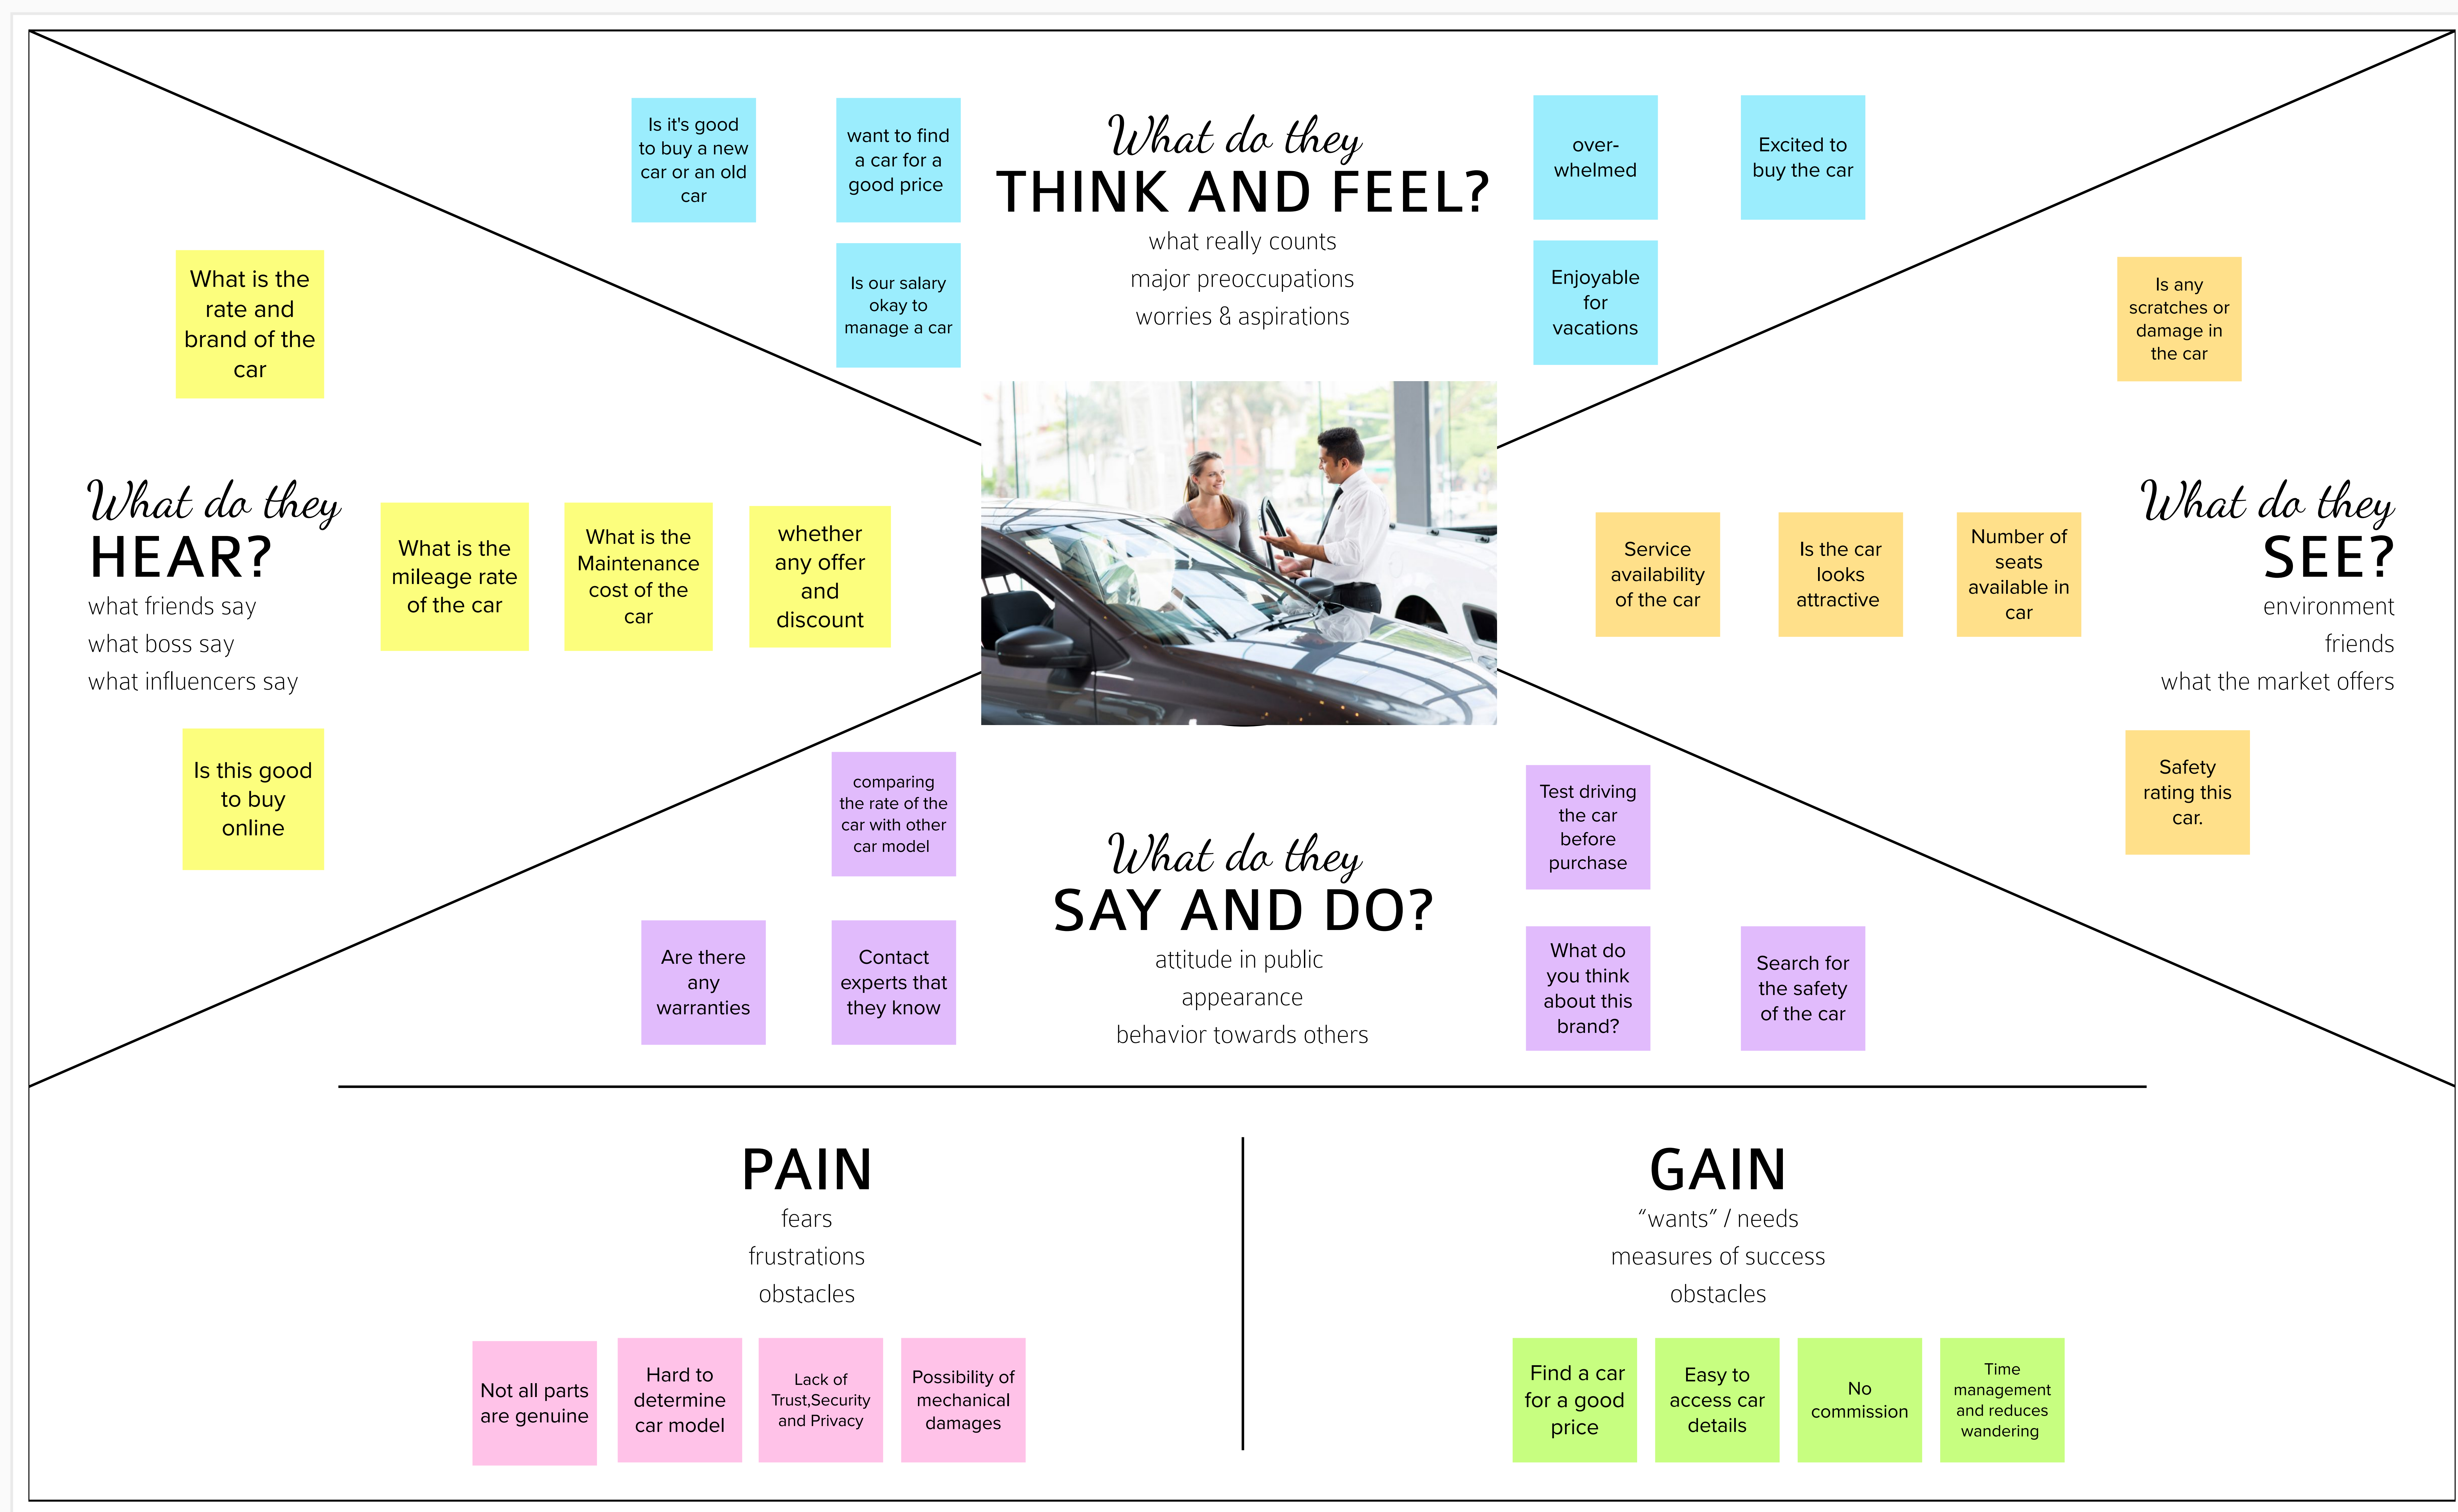 What do they
THINK AND FEEL?
what really counts
major preoccupations
worries & aspirations
Is it's good
to buy a new
car or an old
car
want to find
a car for a
good price
Is our salary
okay to
manage a car
over-
whelmed
Excited to
buy the car
Enjoyable
for
vacations
What do they
HEAR?
what friends say
what boss say
what influencers say
What is the
rate and
brand of the
car
What is the
mileage rate
of the car
What is the
Maintenance
cost of the
car
whether
any offer
and
discount
Is this good
to buy
online
What do they
SEE?
environment
friends
what the market offers
Is any
scratches or
damage in
the car
Service
availability
of the car
Is the car
looks
attractive
Number of
seats
available in
car
Safety
rating this
car.
What do they
SAY AND DO?
attitude in public
appearance
behavior towards others
comparing
the rate of the
car with other
car model
Are there
any
warranties
Contact
experts that
they know
Test driving
the car
before
purchase
What do
you think
about this
brand?
Search for
the safety
of the car
PAIN
fears
frustrations
obstacles
Not all parts
are genuine
Hard to
determine
car model
Lack of
Trust,Security
and Privacy
Possibility of
mechanical
damages
GAIN
“wants” / needs
measures of success
obstacles
Find a car
for a good
price
Easy to
access car
details
No
commission
Time
management
and reduces
wandering